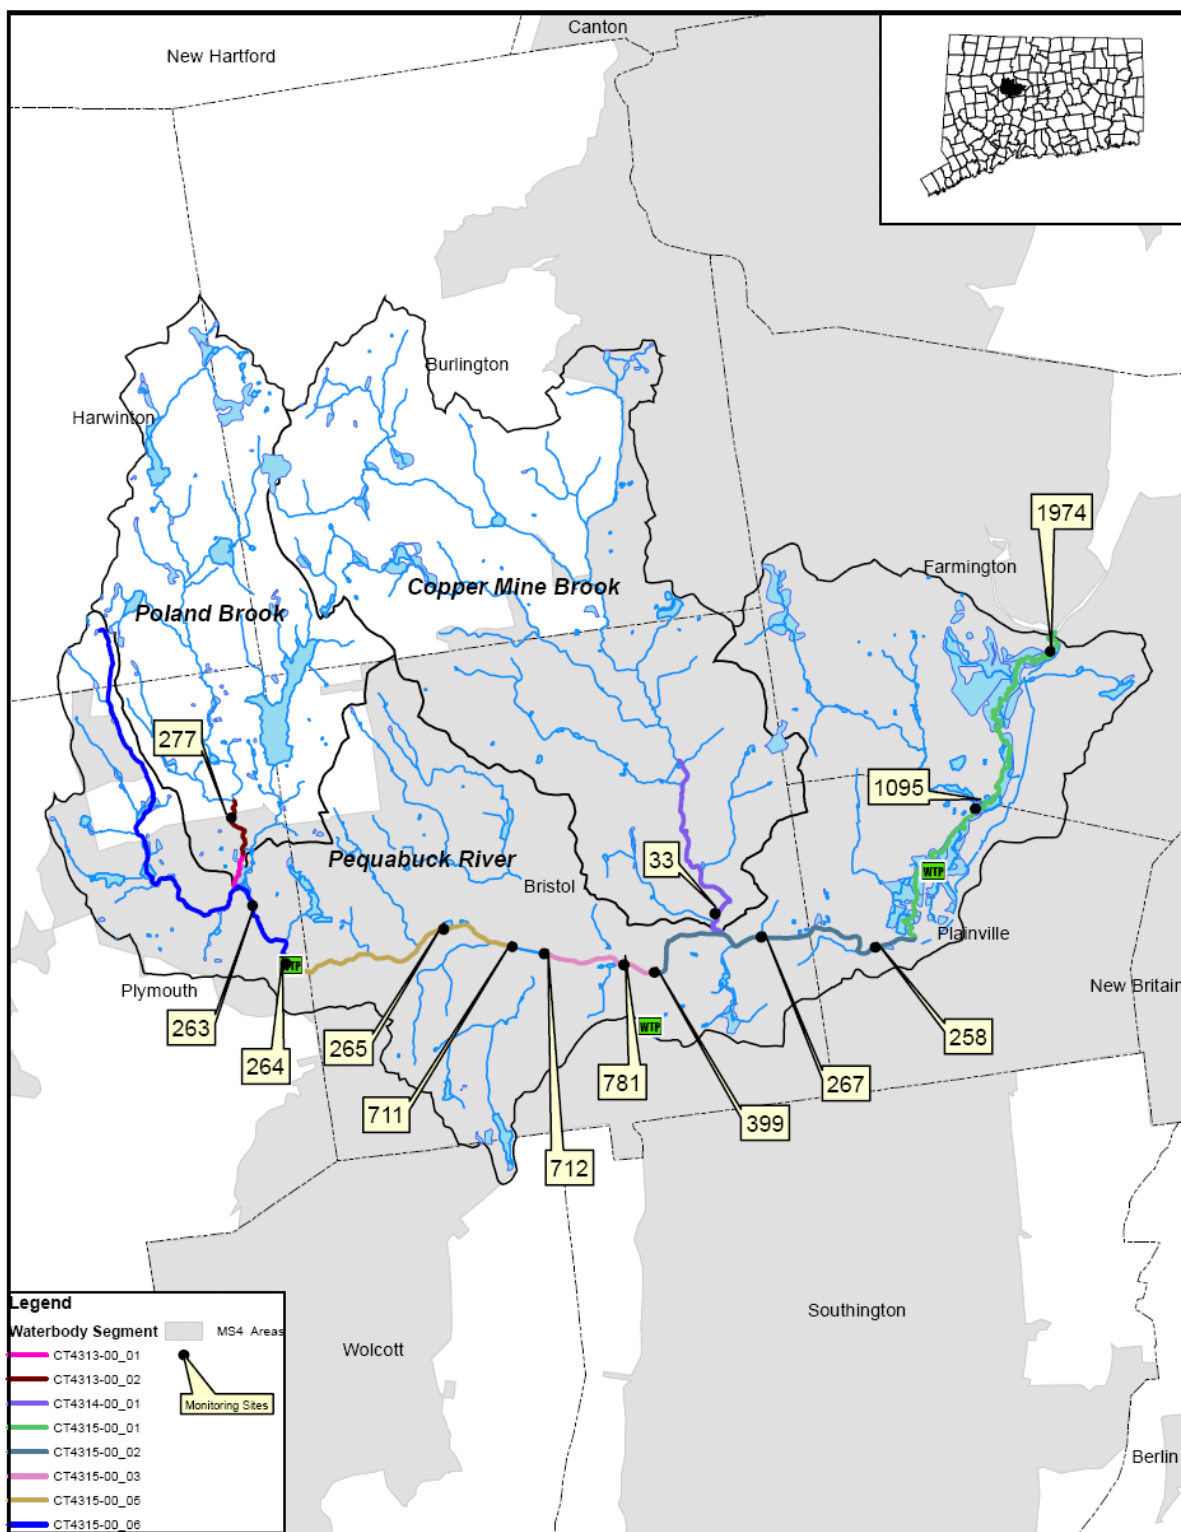 Canton
New Hartford
Burlington
Harwinton
1974
Farmington
Copper Mine Brook
Poland Brook
277
1095
Pequabuck River
33
Bristol
WTP
Plainville
WTP
Plymouth
New Britain
263
264
265
WTP
258
711
781
267
399
712
Southington
Wolcott
Berlin
Legend
Waterbody Segment
MS4 Areas
CT4313-00_01
CT4313-00_02
CT4314-00_01
Monitoring Sites
CT4315-00_01
CT4315-00_02
CT4315-00_03
CT4315-00_05
CT4315-00_06